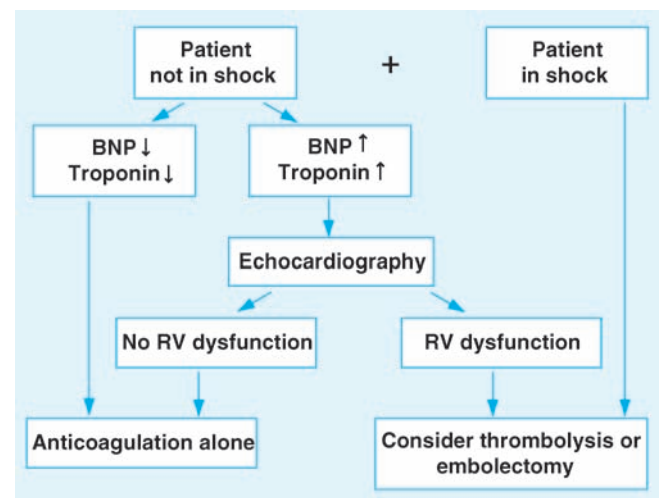 Patient
not in shock
+
Patient
in shock
BNP ↓
Troponin ↓
BNP ↑
Troponin ↑
Echocardiography
No RV dysfunction
RV dysfunction
Anticoagulation alone
Consider thrombolysis or
embolectomy